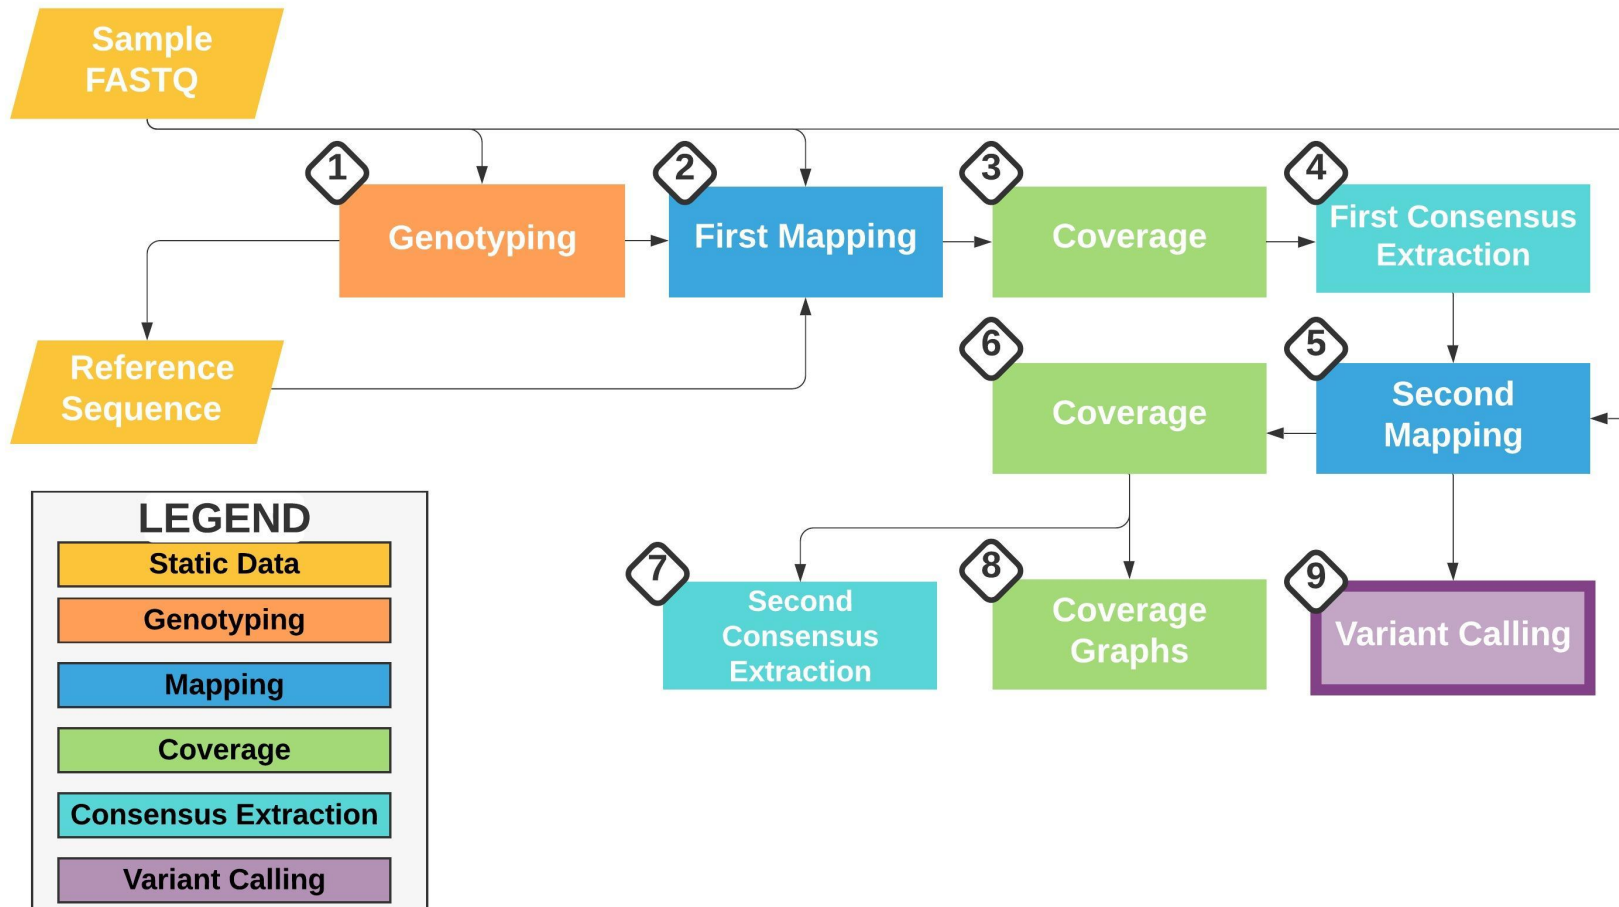 Sample
FASTQ
1
Genotyping
2
First Mapping
3
Coverage
4
First Consensus
Extraction
Reference
Sequence
6
Coverage
5
Second
Mapping
7
Second
Consensus
Extraction
8
Coverage
Graphs
9
Variant Calling
LEGEND
Static Data
Genotyping
Mapping
Coverage
Consensus Extraction
Variant Calling